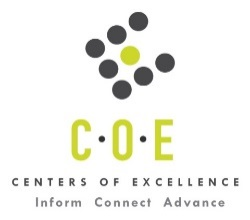 C•O•E
CENTERS OF EXCELLENCE
Inform Connect Advance